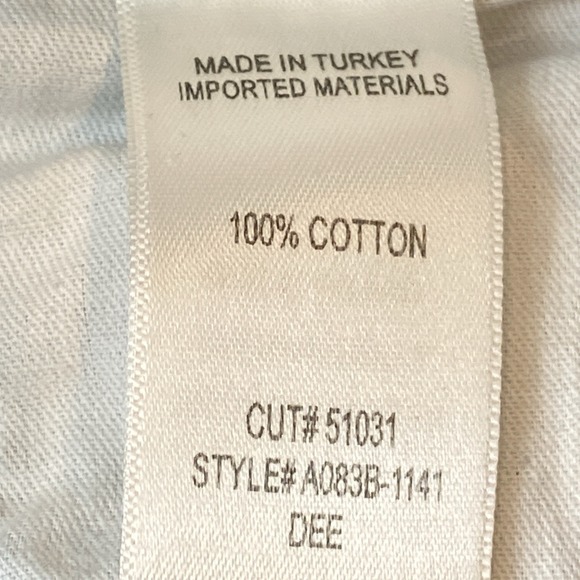 MADE IN TURKEY
IMPORTED MATERIALS
100% COTTON
CUT# 51031
STYLE# A083B-1141
DEE